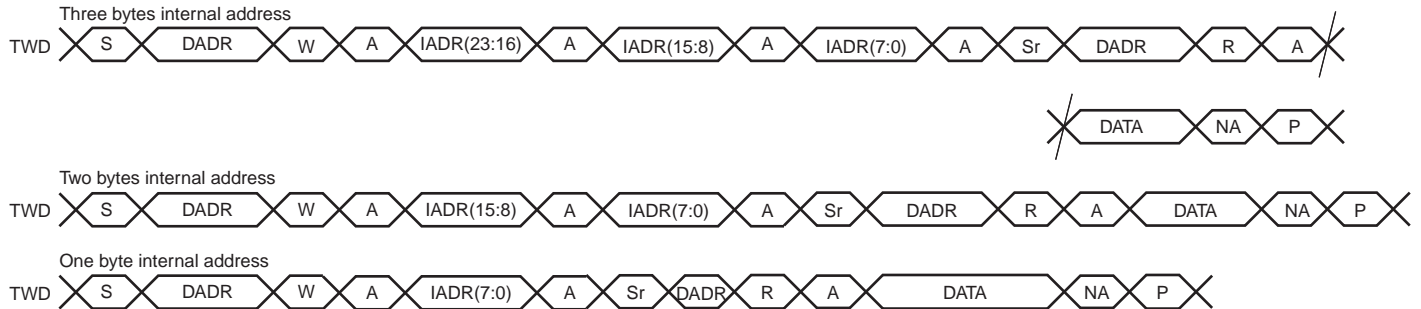 Three bytes internal address
TWD S DADR W A IADR(23:16) A IADR(15:8) A IADR(7:0) A Sr DADR R A
DATA NA P
Two bytes internal address
TWD S DADR W A IADR(15:8) A IADR(7:0) A Sr DADR R A DATA NA P
One byte internal address
TWD S DADR W A IADR(7:0) A Sr DADR R A DATA NA P